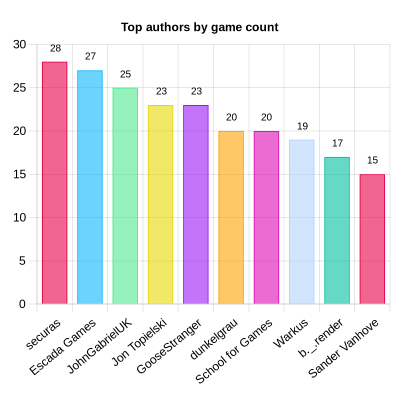 Top authors by game count
30
25
20
15
10
5
0
28
27
25
23
23
20
20
19
17
15
securas
Escada Games
JohnGabrielUK
Jon Topielski
GooseStranger
dunkelgrau
School for Games
Warkus
b._.render
Sander Vanhove